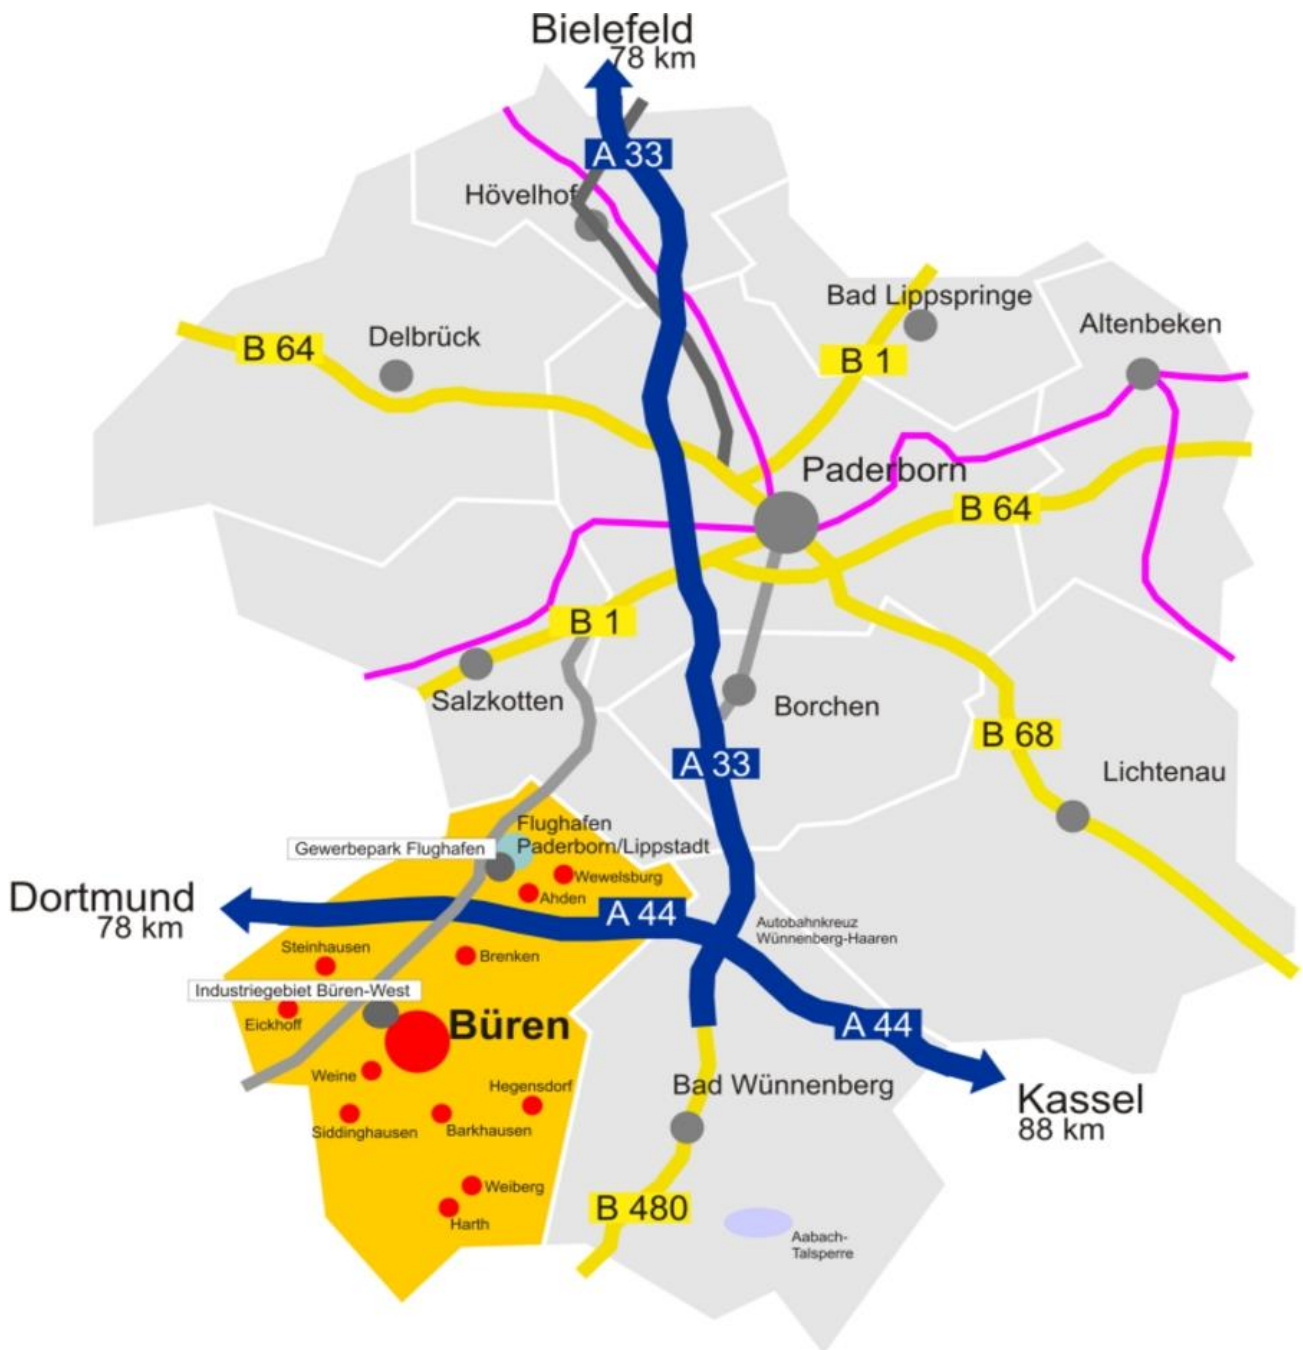 Bielefeld
78 km
A 33
Hövelhof
Bad Lippspringe
Altenbeken
Delbrück
B 64
B 1
Paderborn
B 64
B 1
Salzkotten
Borchen
B 68
A 33
Lichtenau
Flughafen
Paderborn/Lippstadt
Gewerbepark Flughafen
Wewelsburg
Ahden
Dortmund
78 km
A 44
Autobahnkreuz
Wünnenberg-Haaren
Steinhausen
Brenken
Industriegebiet Büren-West
Eickhoff
Büren
A 44
Weine
Hegensdorf
Bad Wünnenberg
Kassel
88 km
Siddinghausen
Barkhausen
Weiberg
Harth
B 480
Aabach-
Talsperre